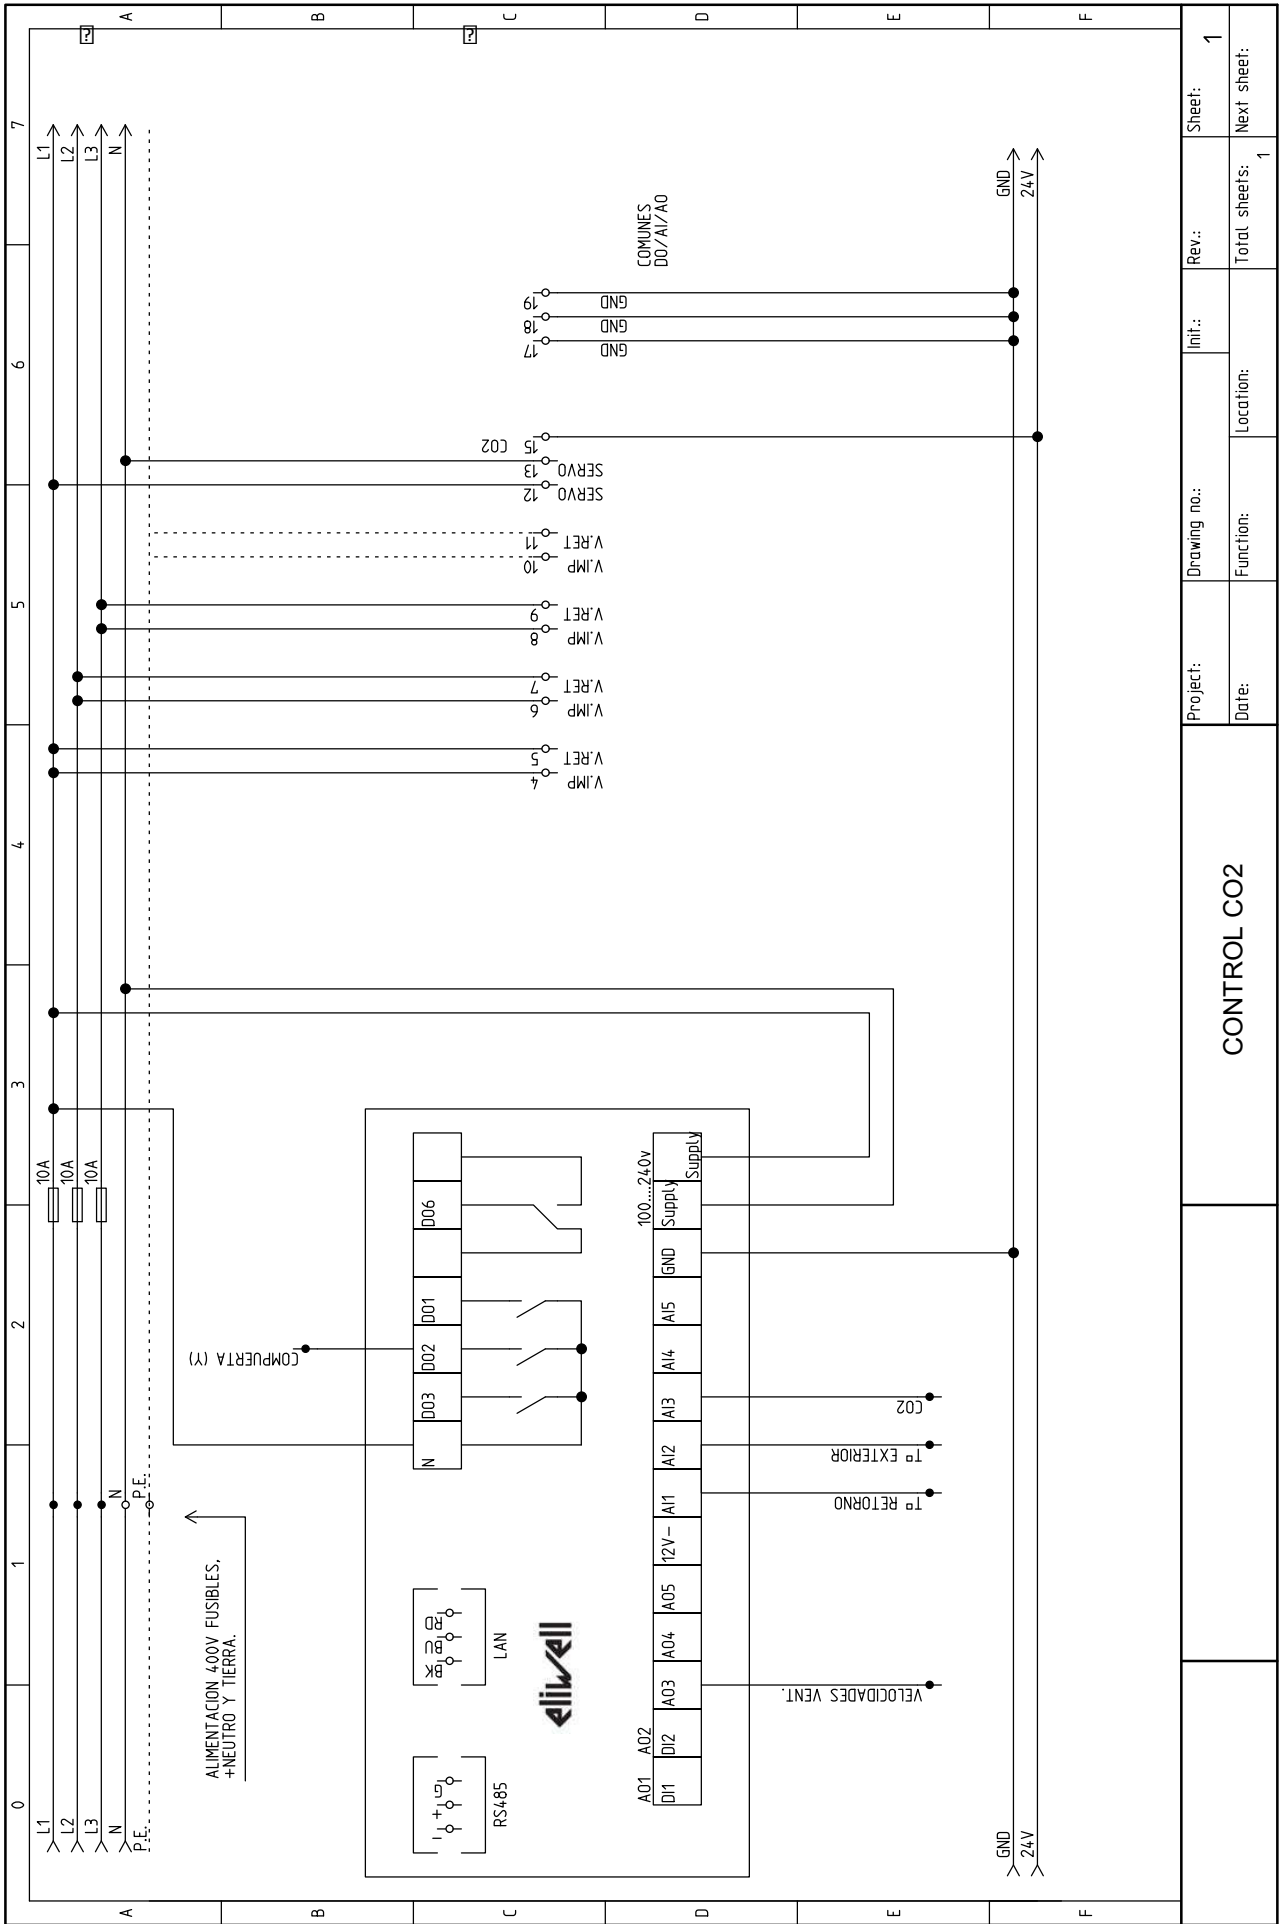 0 1 2 3 4 5 6 7
A A
B B
C C
D D
E E
F F
L1 L1
L2 L2
L3 L3
N N N
P.E. P.E.
10A
10A
10A
ALIMENTACION 400V FUSIBLES,
+NEUTRO Y TIERRA.
COMPUERTA (Y)
RS485
- + G
LAN
BK BU RD
eliwell
N DO3 DO2 DO1 DO6
AO1 AO2 100...240v
DI1 DI2 AO3 AO4 AO5 12V- AI1 AI2 AI3 AI4 AI5 GND Supply Supply
VELOCIDADES VENT.
Tª RETORNO
Tª EXTERIOR
CO2
4 V.IMP
5 V.RET
6 V.IMP
7 V.RET
8 V.IMP
9 V.RET
10 V.IMP
11 V.RET
12 SERVO
13 SERVO
15 CO2
17 GND
18 GND
19 GND
COMUNES
DO/AI/AO
GND GND
24V 24V
CONTROL CO2
Project: Drawing no.: Init.: Rev.: Sheet: 1
Date: Function: Location: Total sheets: 1 Next sheet:
?
?